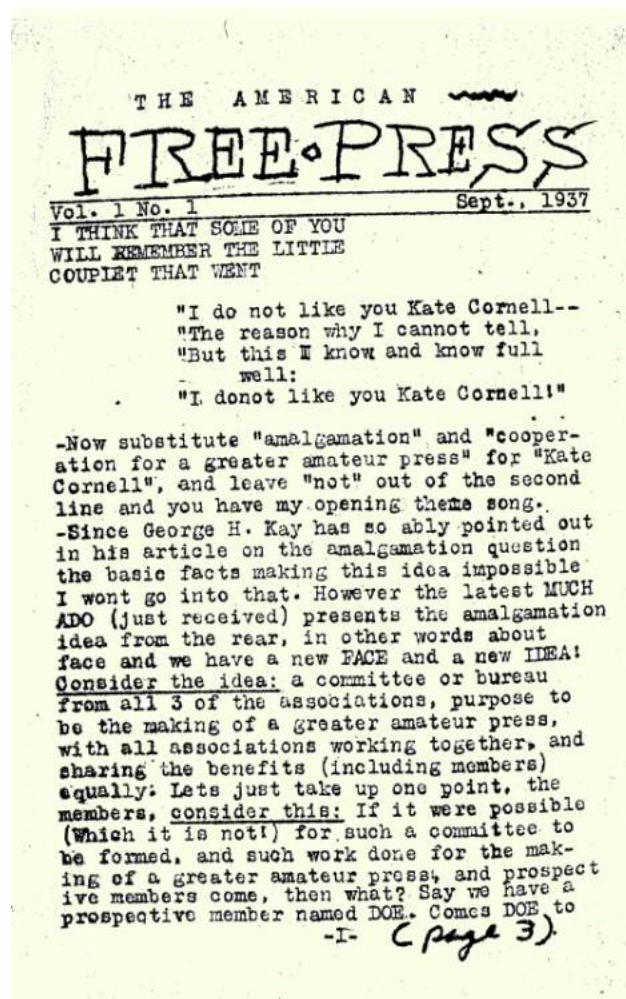 THE AMERICAN
FREE·PRESS
Vol. 1 No. 1 Sept., 1937
I THINK THAT SOME OF YOU
WILL REMEMBER THE LITTLE
COUPLET THAT WENT
"I do not like you Kate Cornell--
"The reason why I cannot tell,
"But this I know and know full
well:
"I donot like you Kate Cornell!"
-Now substitute "amalgamation" and "cooper-
ation for a greater amateur press" for "Kate
Cornell", and leave "not" out of the second
line and you have my opening theme song.
-Since George H. Kay has so ably pointed out
in his article on the amalgamation question
the basic facts making this idea impossible
I wont go into that. However the latest MUCH
ADO (just received) presents the amalgamation
idea from the rear, in other words about
face and we have a new FACE and a new IDEA!
Consider the idea: a committee or bureau
from all 3 of the associations, purpose to
be the making of a greater amateur press,
with all associations working together, and
sharing the benefits (including members)
equally: Lets just take up one point, the
members, consider this: If it were possible
(Which it is not!) for such a committee to
be formed, and such work done for the mak-
ing of a greater amateur press, and prospect
ive members come, then what? Say we have a
prospective member named DOE. Comes DOE to
-I- (page 3)